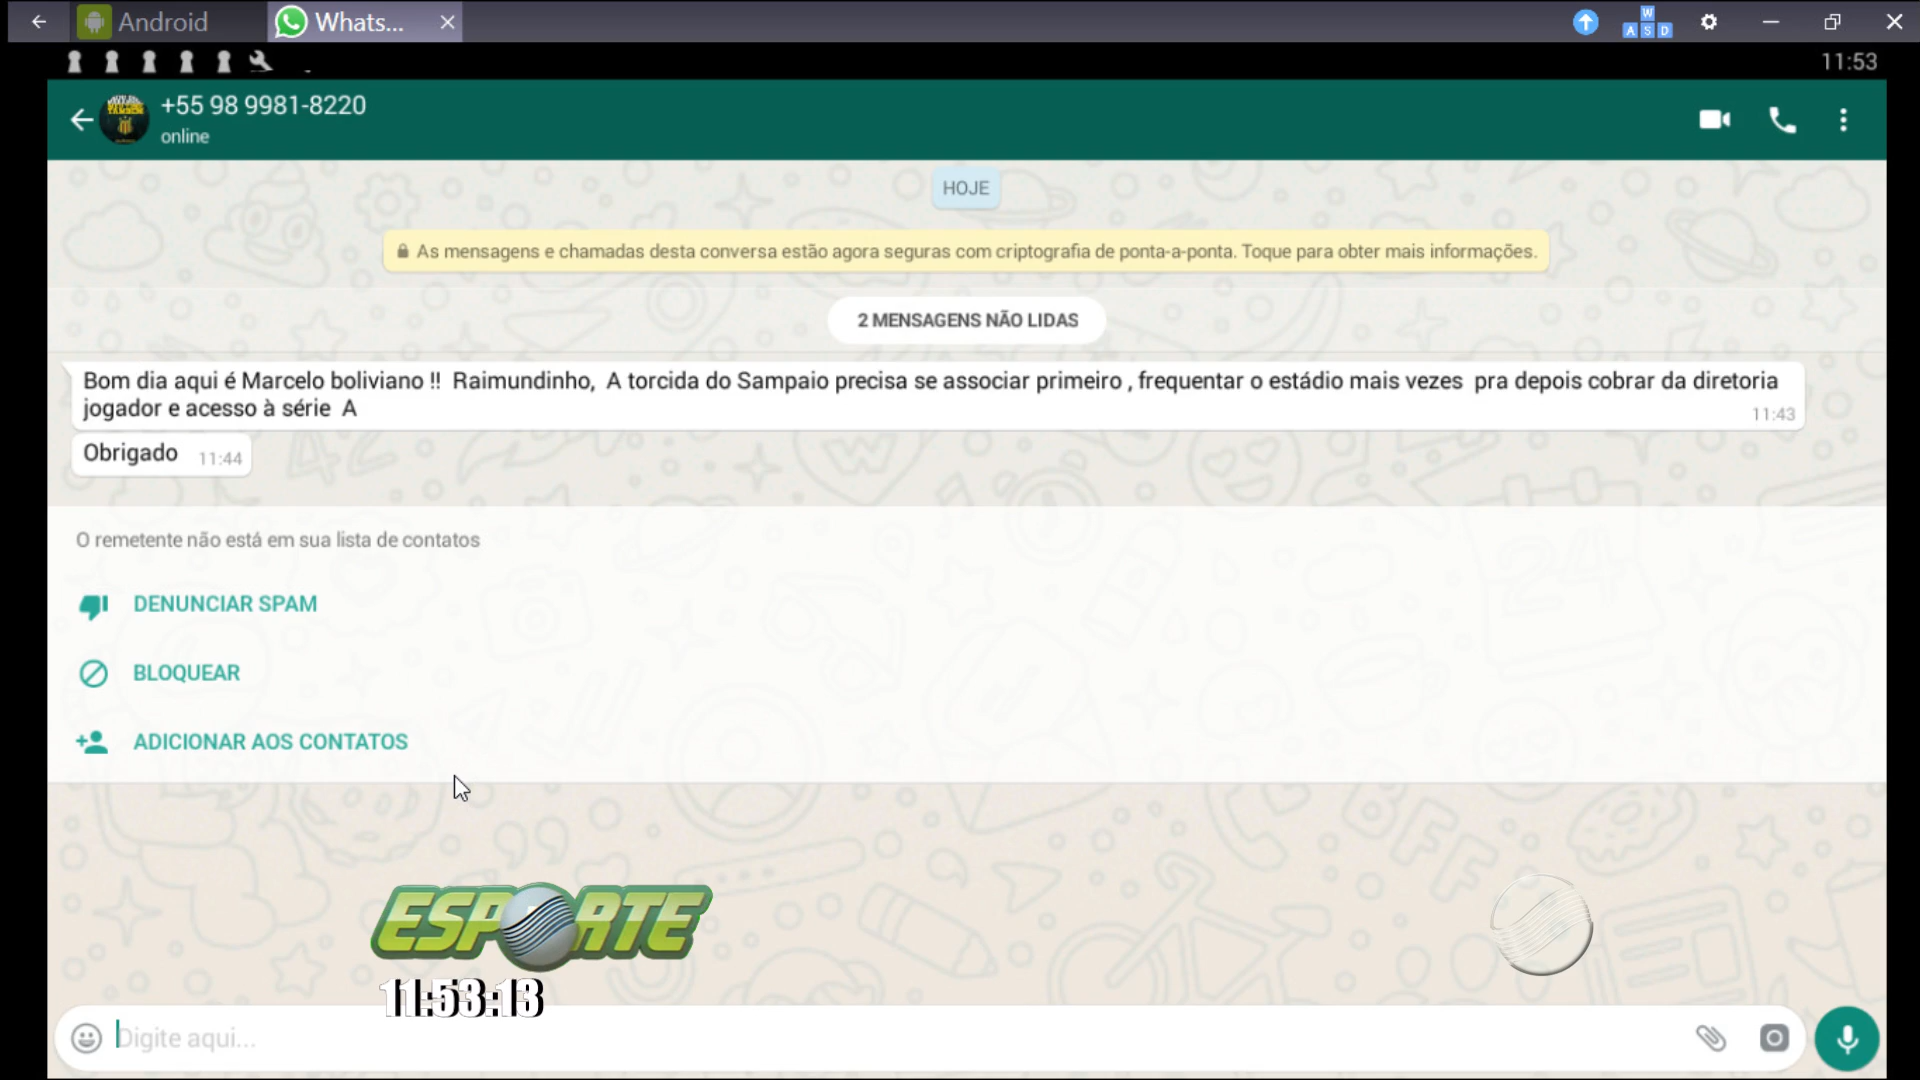 Android
Whats...
W
A S D
11:53
+55 98 9981-8220
online
HOJE
As mensagens e chamadas desta conversa estão agora seguras com criptografia de ponta-a-ponta. Toque para obter mais informações.
2 MENSAGENS NÃO LIDAS
Bom dia aqui é Marcelo boliviano !! Raimundinho, A torcida do Sampaio precisa se associar primeiro , frequentar o estádio mais vezes pra depois cobrar da diretoria
jogador e acesso à série A
11:43
Obrigado 11:44
O remetente não está em sua lista de contatos
DENUNCIAR SPAM
BLOQUEAR
ADICIONAR AOS CONTATOS
ESPORTE
11:53:13
Digite aqui...